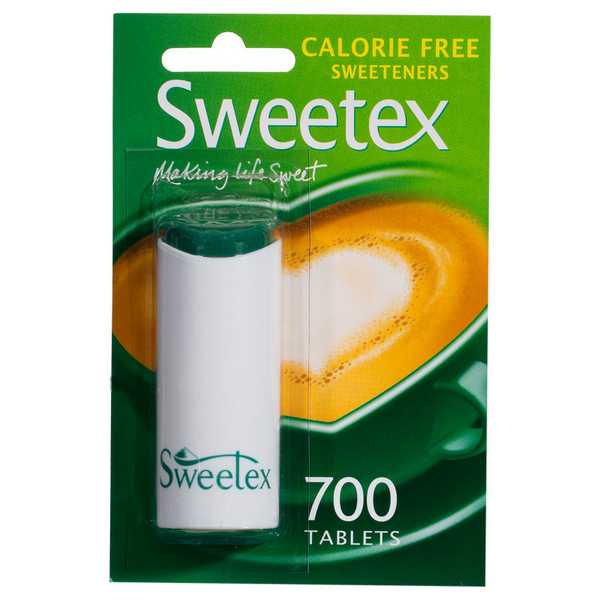 CALORIE FREE
SWEETENERS
Sweetex
Making life Sweet
Sweetex
700
TABLETS